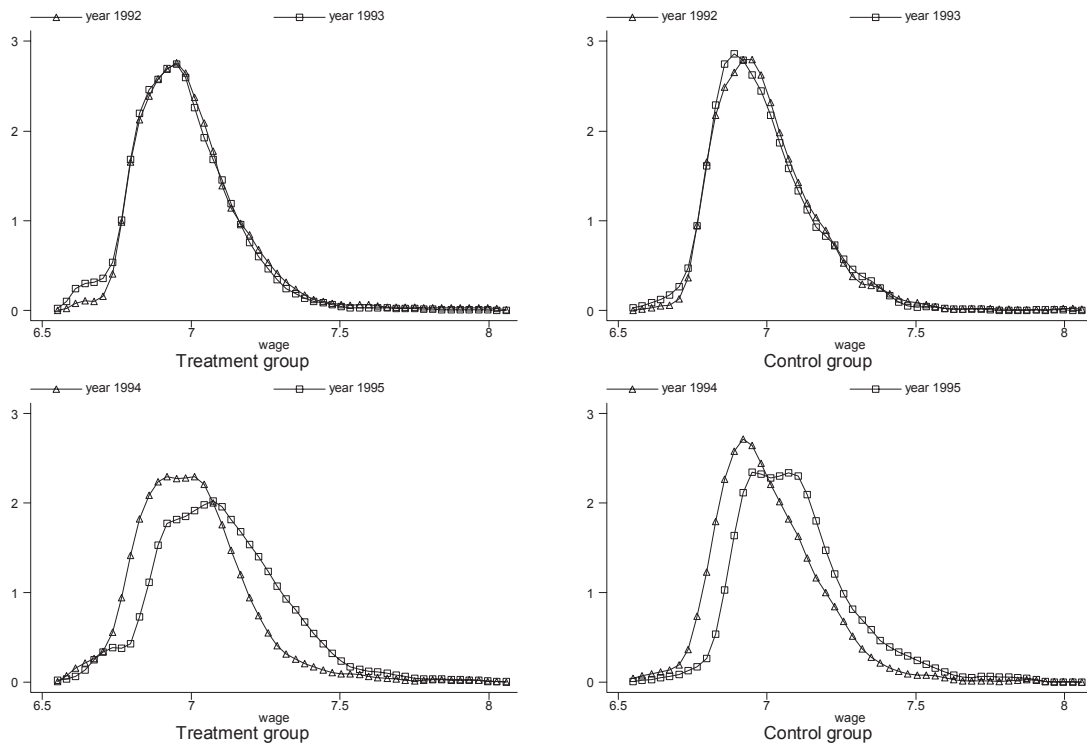 year 1992 year 1993
3
2
1
0
6.5 7 7.5 8
wage
Treatment group
year 1992 year 1993
3
2
1
0
6.5 7 7.5 8
wage
Control group
year 1994 year 1995
3
2
1
0
6.5 7 7.5 8
wage
Treatment group
year 1994 year 1995
3
2
1
0
6.5 7 7.5 8
wage
Control group